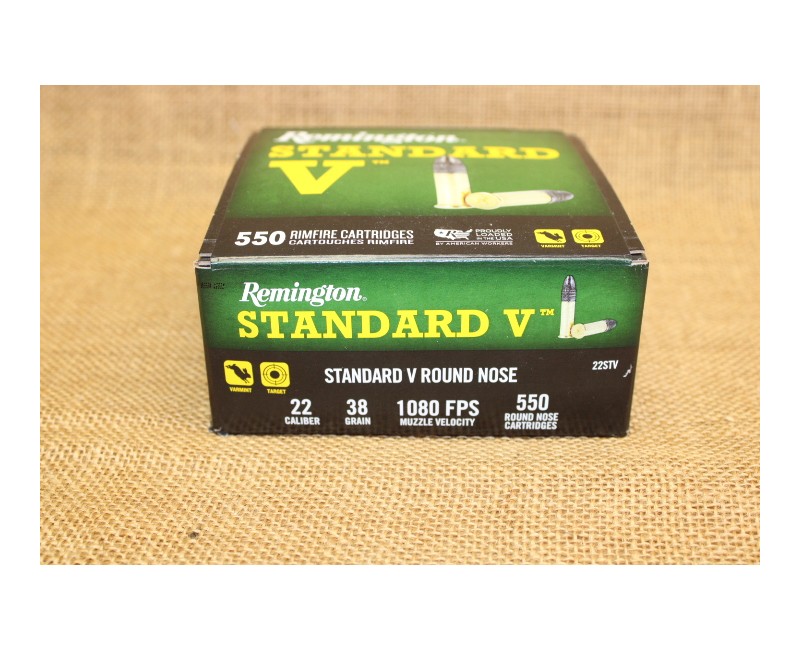 Remington
STANDARD
V™
550 RIMFIRE CARTRIDGES
CARTOUCHES RIMFIRE
PROUDLY
LOADED
IN THE USA
BY AMERICAN WORKERS
VARMINT
TARGET
Remington®
STANDARD V™
22STV
VARMINT
TARGET
STANDARD V ROUND NOSE
22
CALIBER
38
GRAIN
1080 FPS
MUZZLE VELOCITY
550
ROUND NOSE
CARTRIDGES